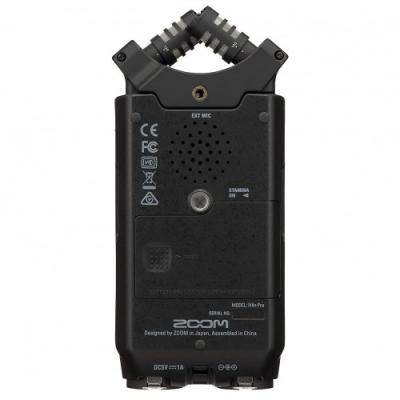 EXT MIC
CE
FC
STAMINA
ON ◄
MODEL: H4n Pro
SERIAL NO.
ZOOM
Designed by ZOOM in Japan, Assembled in China
DC5V⎓1A